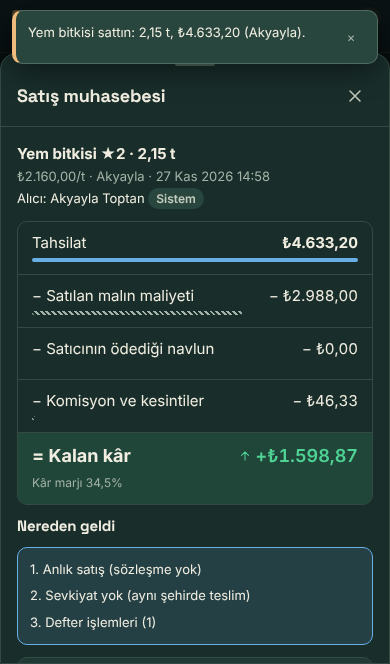 Yem bitkisi sattın: 2,15 t, ₺4.633,20 (Akyayla).
×
Satış muhasebesi
×
Yem bitkisi ★2 · 2,15 t
₺2.160,00/t · Akyayla · 27 Kas 2026 14:58
Alıcı: Akyayla Toptan Sistem
Tahsilat ₺4.633,20
− Satılan malın maliyeti − ₺2.988,00
− Satıcının ödediği navlun − ₺0,00
− Komisyon ve kesintiler − ₺46,33
= Kalan kâr ↑ +₺1.598,87
Kâr marjı 34,5%
Nereden geldi
1. Anlık satış (sözleşme yok)
2. Sevkiyat yok (aynı şehirde teslim)
3. Defter işlemleri (1)